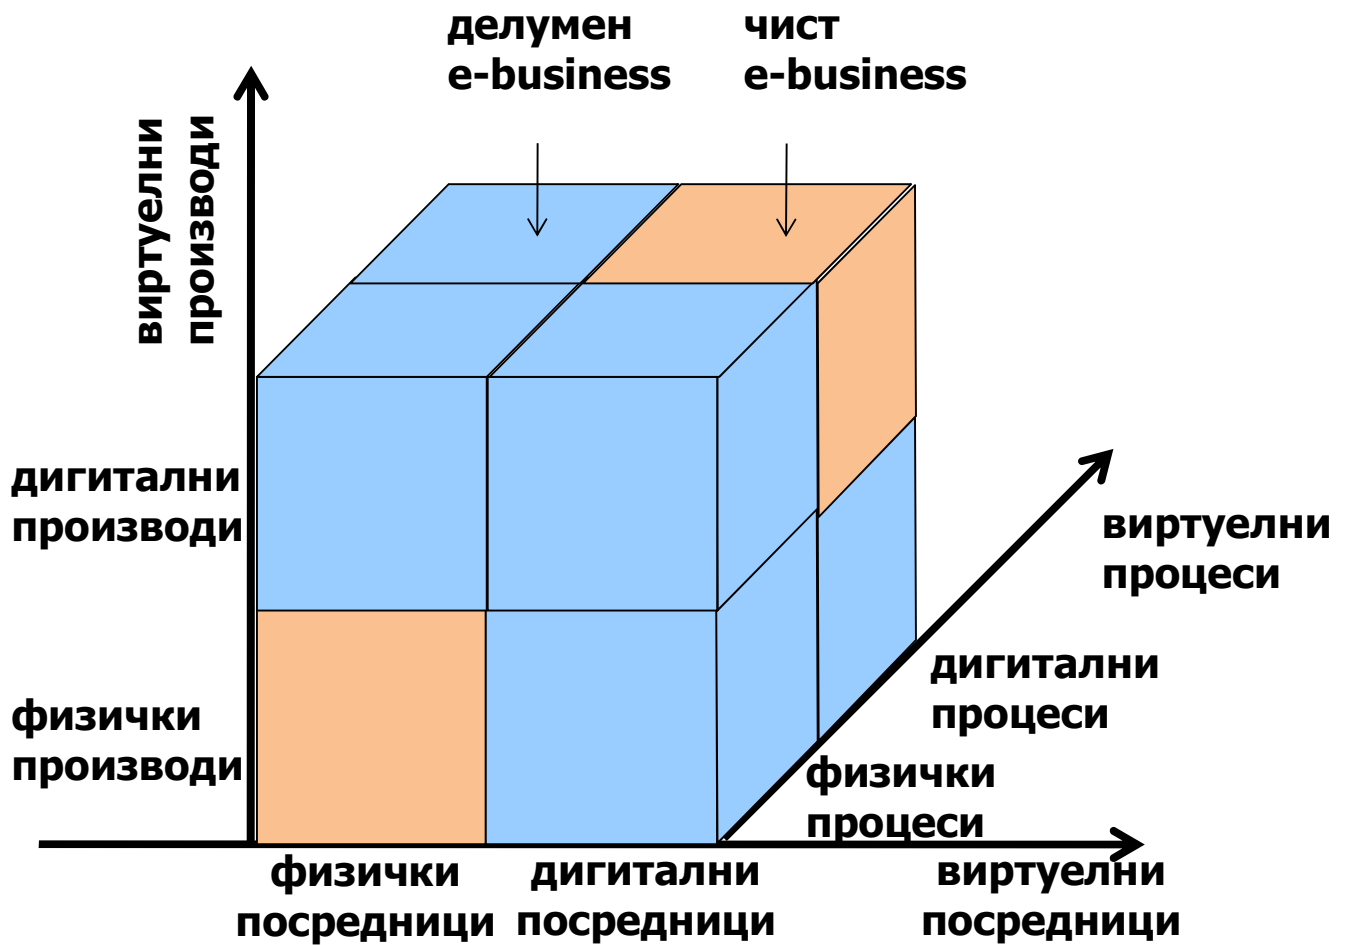 делумен
e-business
чист
e-business
виртуелни
производи
дигитални
производи
физички
производи
виртуелни
процеси
дигитални
процеси
физички
процеси
физички
посредници
дигитални
посредници
виртуелни
посредници